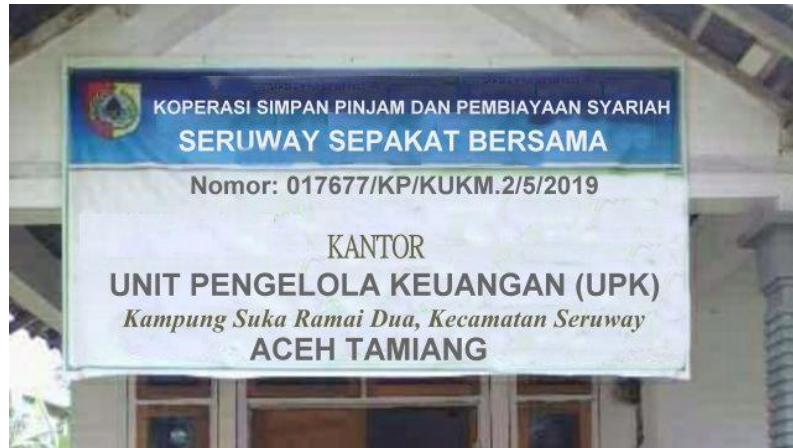 KOPERASI SIMPAN PINJAM DAN PEMBIAYAAN SYARIAH
SERUWAY SEPAKAT BERSAMA
Nomor: 017677/KP/KUKM.2/5/2019
KANTOR
UNIT PENGELOLA KEUANGAN (UPK)
Kampung Suka Ramai Dua, Kecamatan Seruway
ACEH TAMIANG